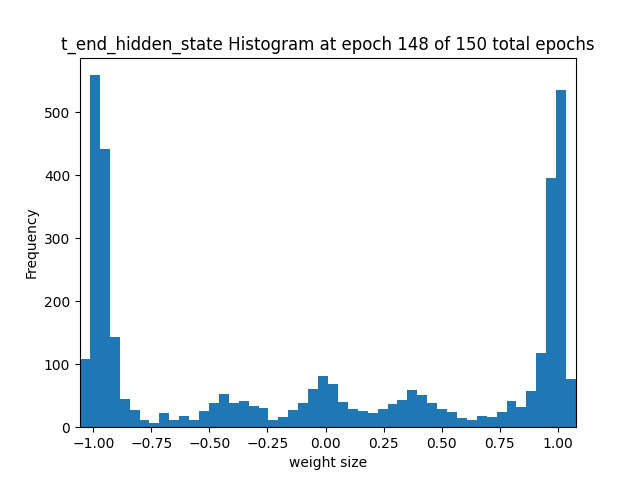 t_end_hidden_state Histogram at epoch 148 of 150 total epochs
500
400
300
200
100
0
Frequency
−1.00 −0.75 −0.50 −0.25 0.00 0.25 0.50 0.75 1.00
weight size